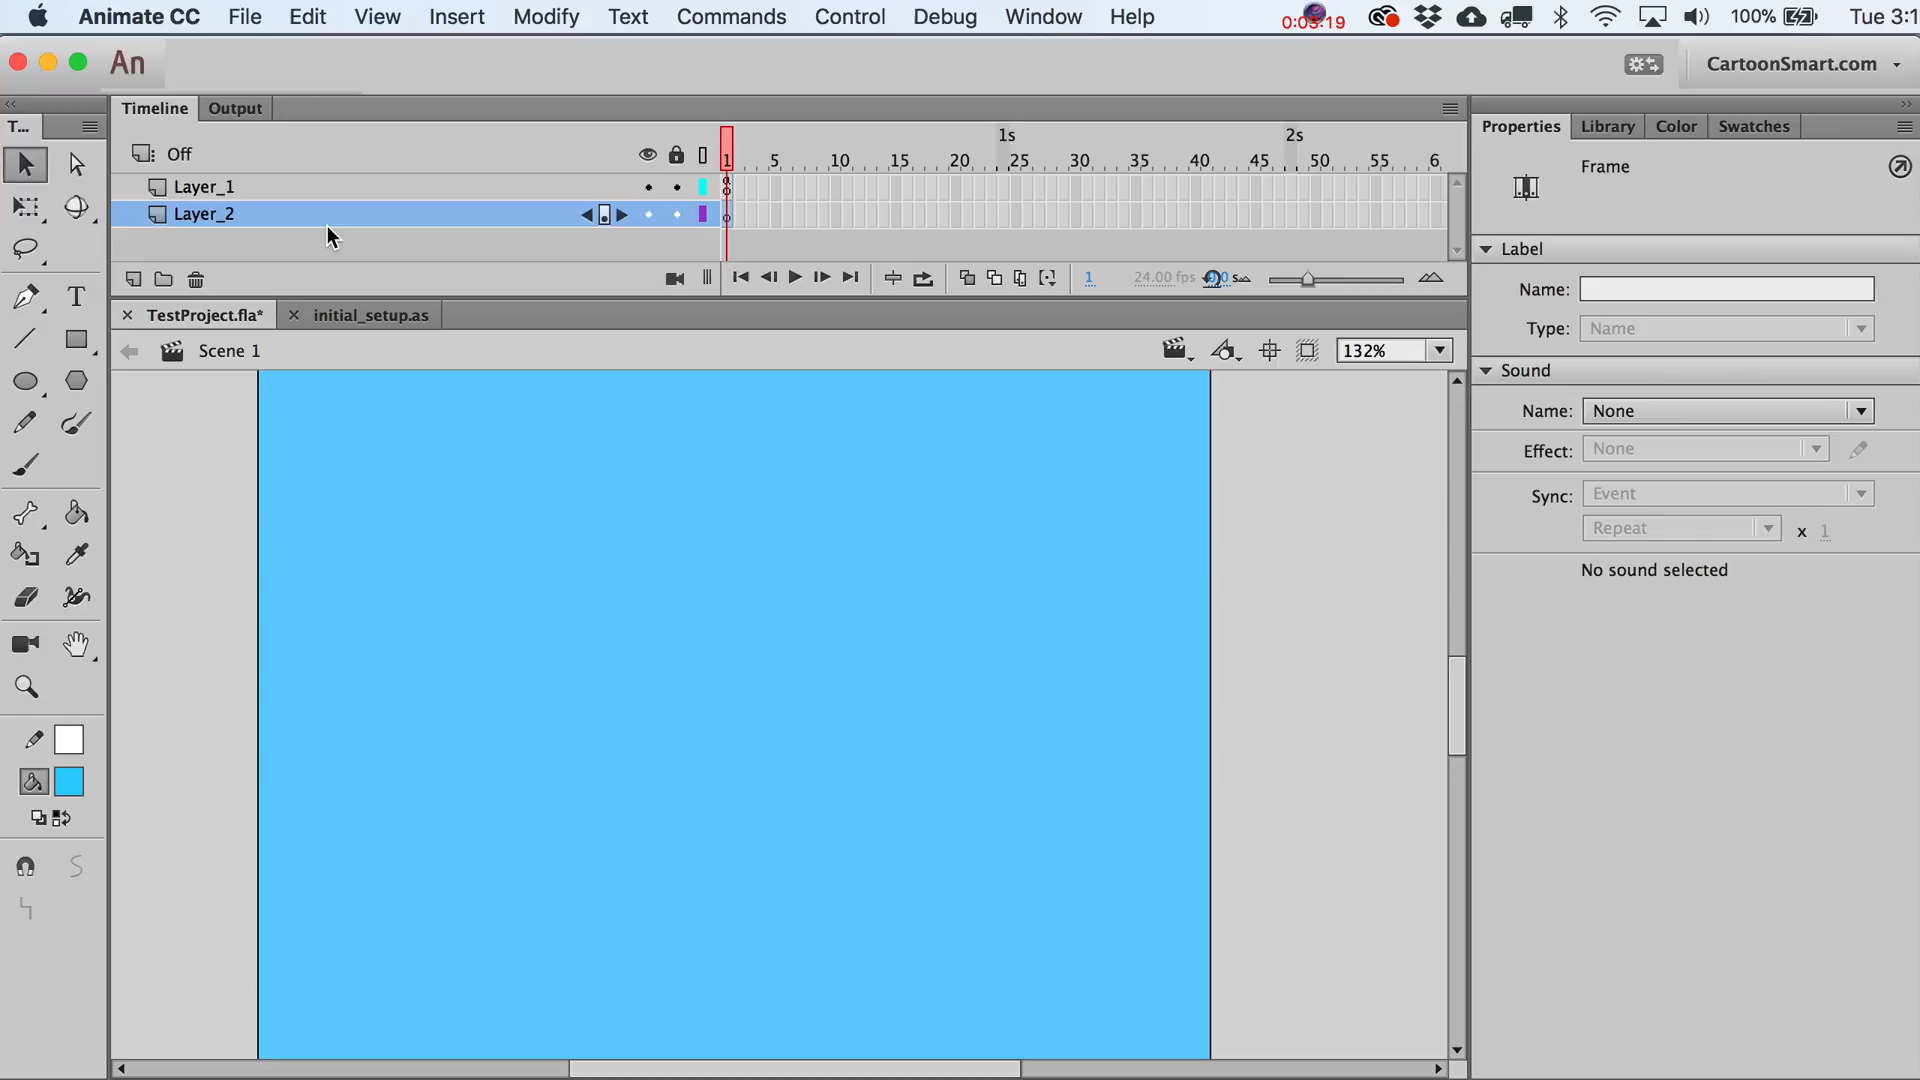 Animate CC File Edit View Insert Modify Text Commands Control Debug Window Help 0:03:19 100% Tue 3:1
An CartoonSmart.com
Timeline Output
T... Properties Library Color Swatches
Off 1s 2s
1 5 10 15 20 25 30 35 40 45 50 55 6
Frame
Layer_1
Layer_2
Label
1 24.00 fps
Name:
TestProject.fla* initial_setup.as
Type: Name
Scene 1 132%
Sound
Name: None
Effect: None
Sync: Event
Repeat x 1
No sound selected